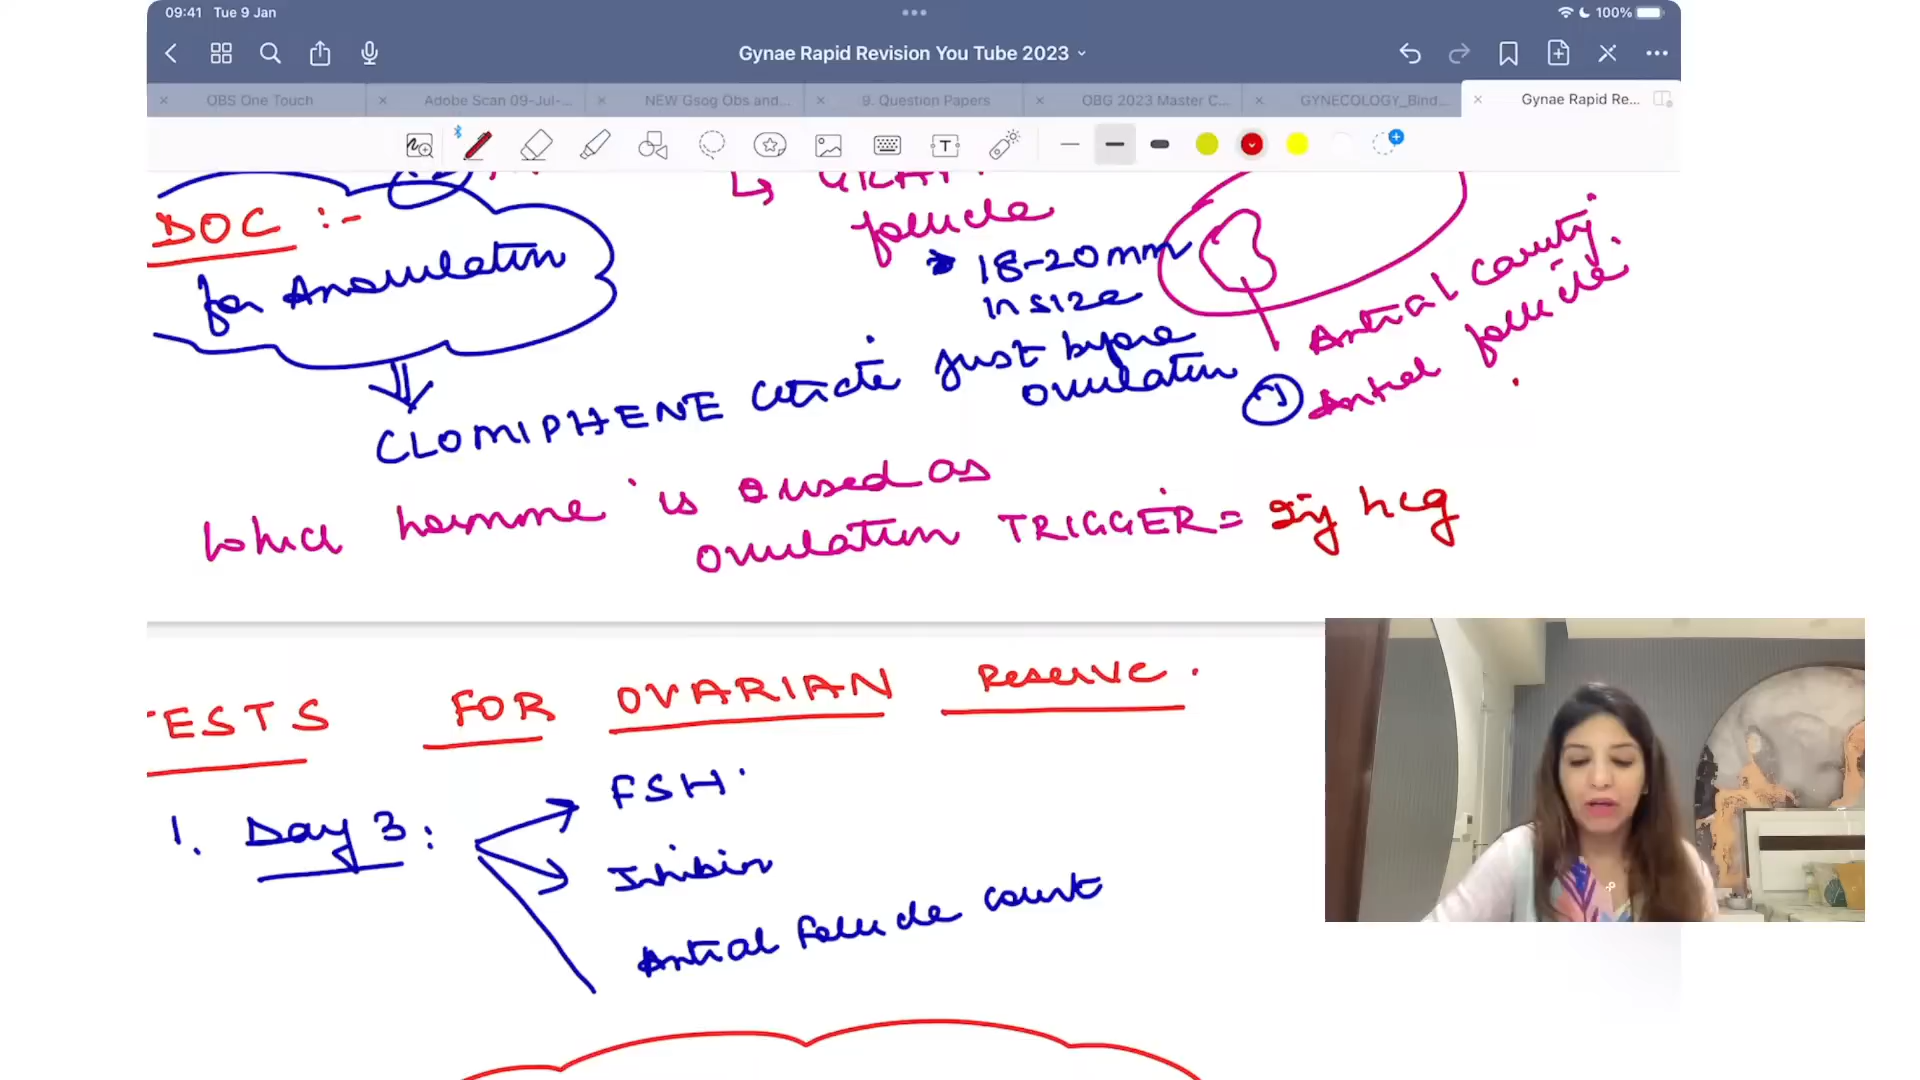 09:41 Tue 9 Jan
100%
Gynae Rapid Revision You Tube 2023
OBS One Touch
Adobe Scan 09-Jul-...
NEW Gsog Obs and...
9. Question Papers
OBG 2023 Master C...
GYNECOLOGY_Bind...
Gynae Rapid Re...
DOC :-
for Anovulation
↳
follicle
18-20mm
in size
just before
ovulation
Antral cavity
Antral follicle
⇓
CLOMIPHENE citrate
Which hormone is used as
ovulation TRIGGER = Inj hcg
TESTS FOR OVARIAN Reserve.
1. Day 3:
FSH
Inhibin
Antral Follicle count